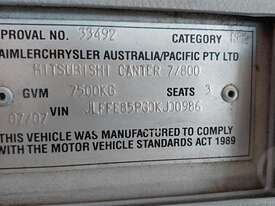 PROVAL NO. 33492 CATEGORY
AIMLERCHRYSLER AUSTRALIA/PACIFIC PTY LTD
MITSUBISHI CANTER 7/800
GVM 7500KG SEATS 3
07/07 VIN JLFFE85PG0KJ00986
THIS VEHICLE WAS MANUFACTURED TO COMPLY
WITH THE MOTOR VEHICLE STANDARDS ACT 1989